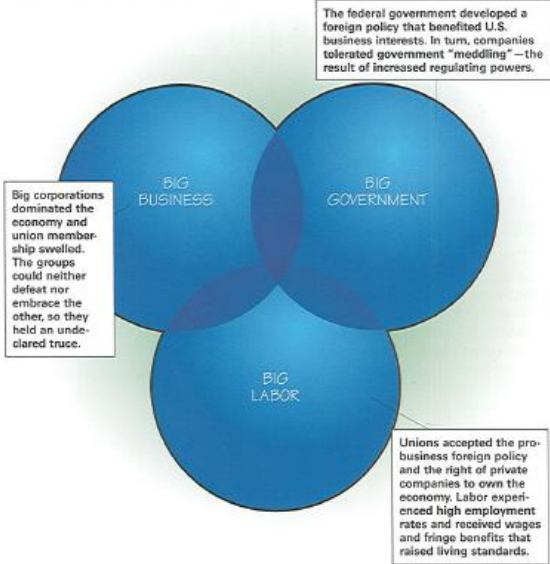 The federal government developed a
foreign policy that benefited U.S.
business interests. In turn, companies
tolerated government "meddling"—the
result of increased regulating powers.
BIG
BUSINESS
BIG
GOVERNMENT
Big corporations
dominated the
economy and
union member-
ship swelled.
The groups
could neither
defeat nor
embrace the
other, so they
held an unde-
clared truce.
BIG
LABOR
Unions accepted the pro-
business foreign policy
and the right of private
companies to own the
economy. Labor experi-
enced high employment
rates and received wages
and fringe benefits that
raised living standards.